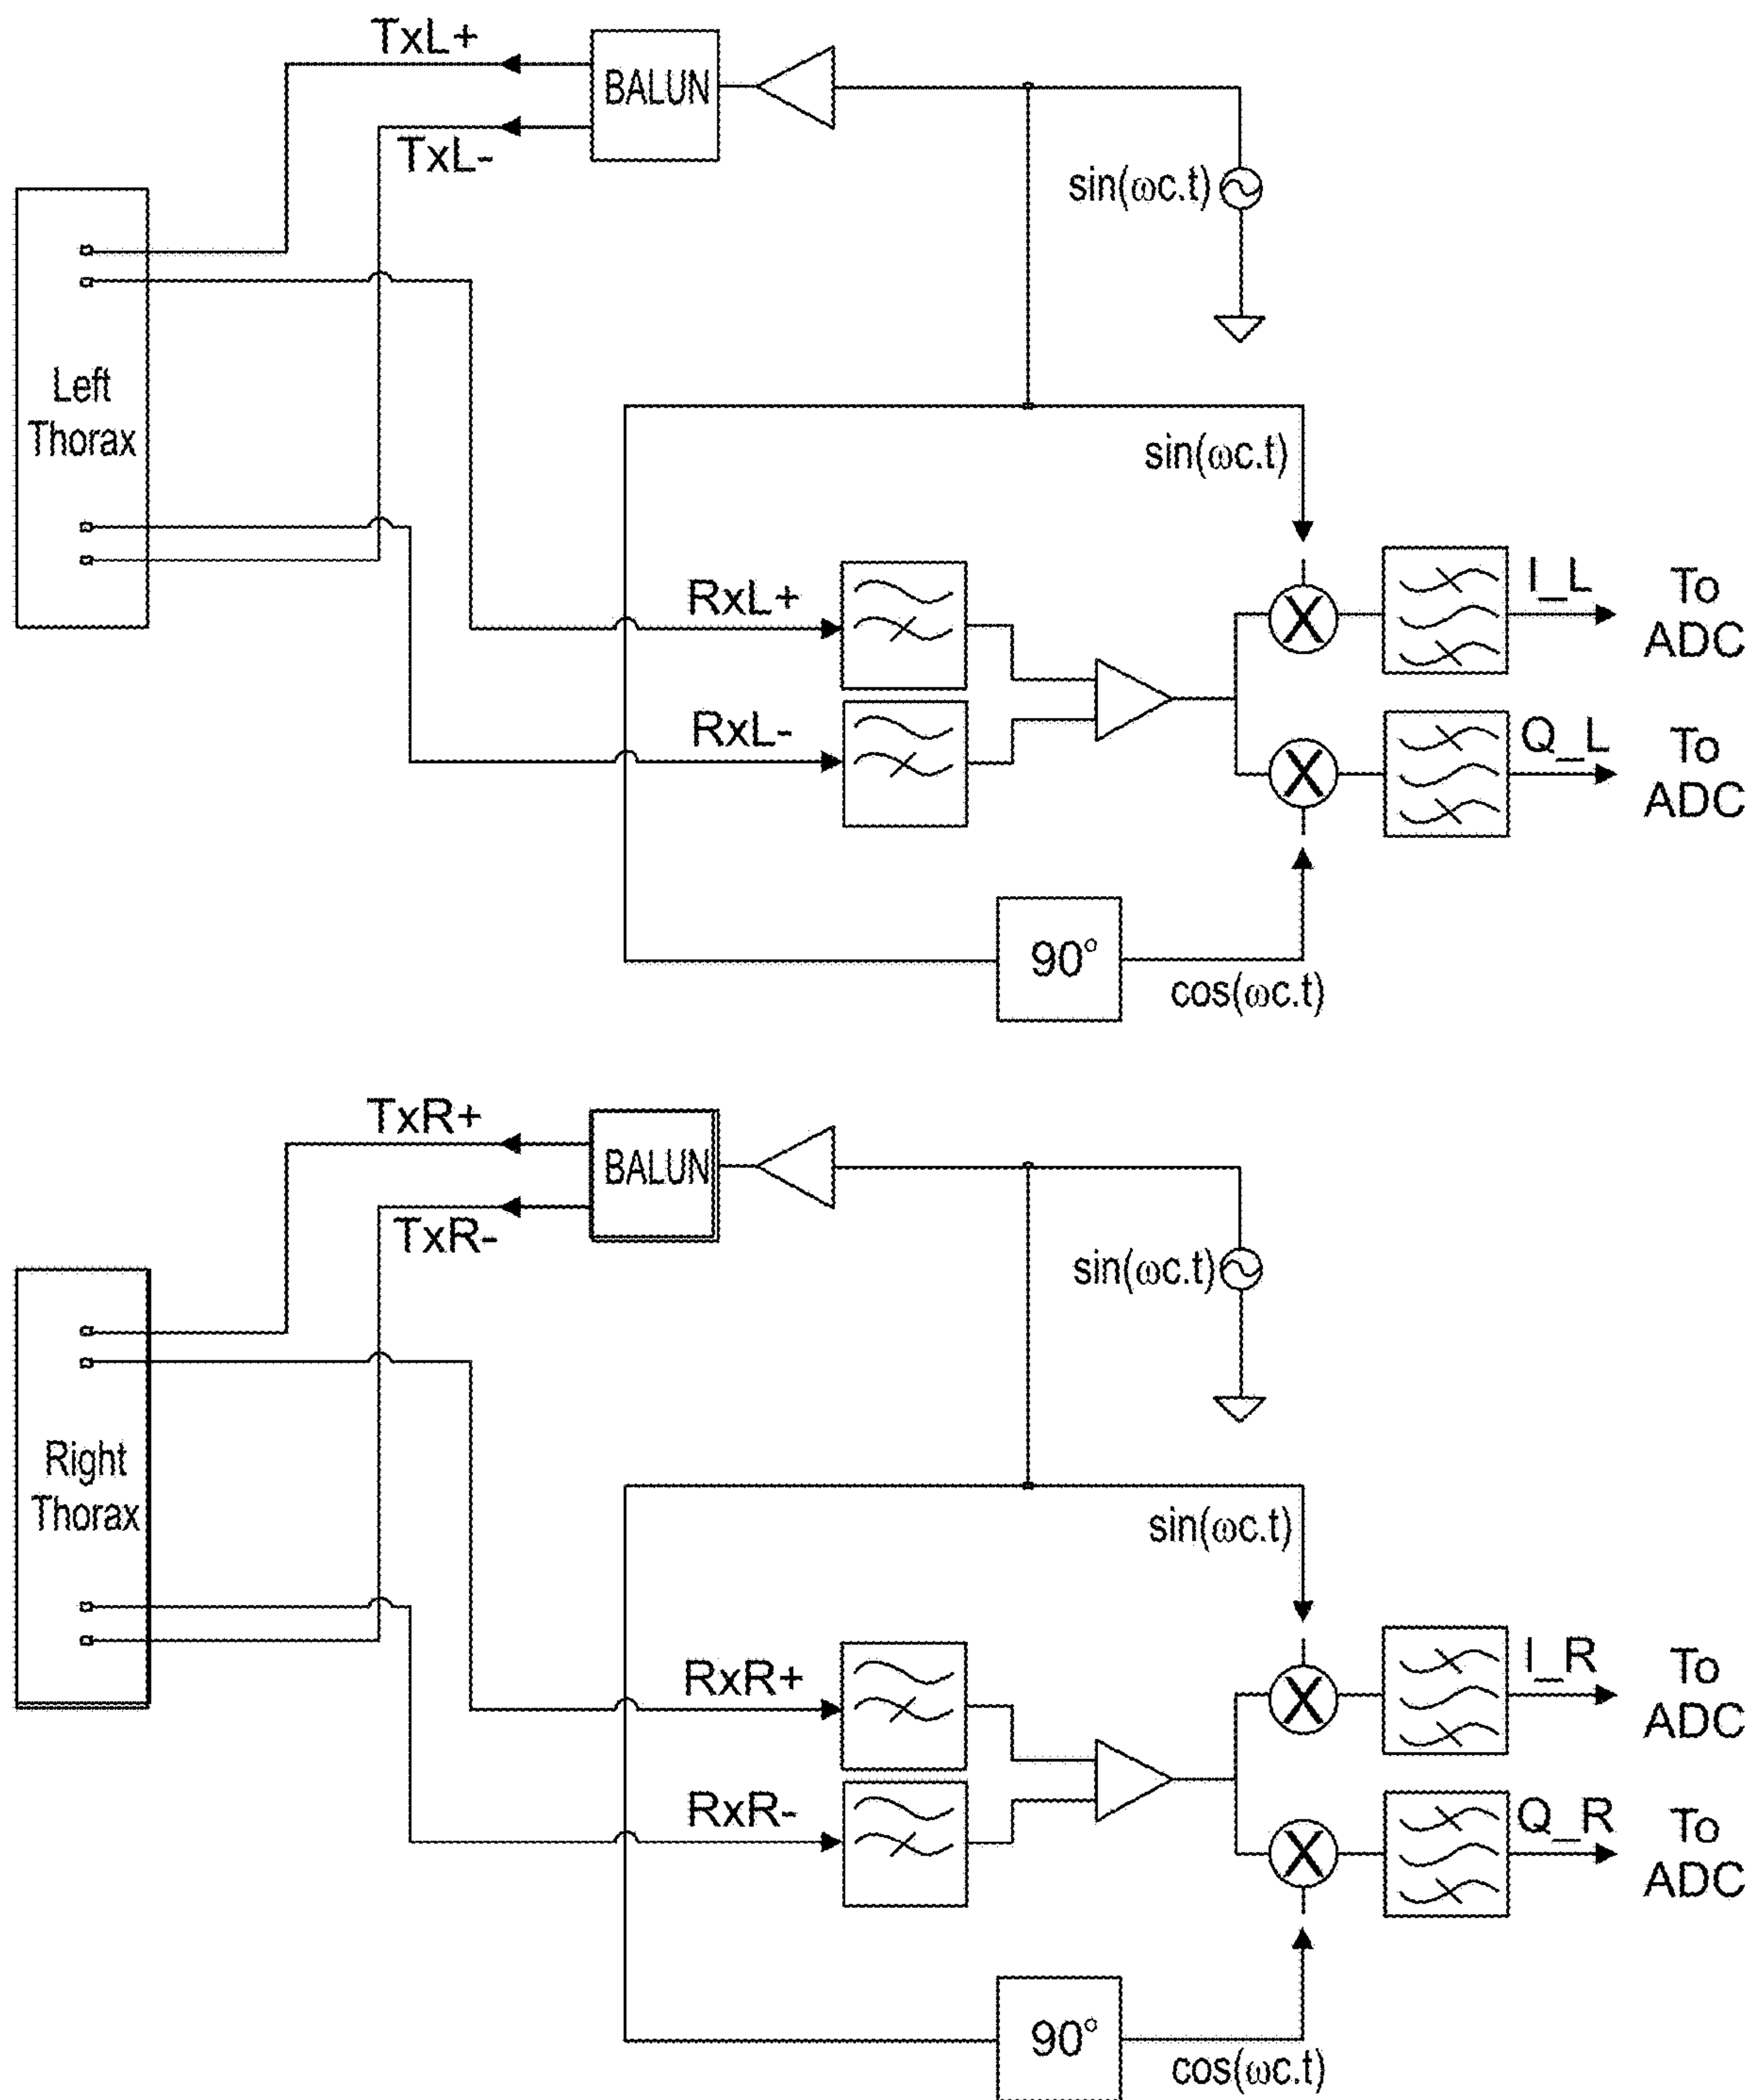 TxL+
BALUN
TxL-
sin(ωc.t)
Left
Thorax
sin(ωc.t)
RxL+
I_L
To
ADC
RxL-
Q_L
To
ADC
90°
cos(ωc.t)
TxR+
BALUN
TxR-
sin(ωc.t)
Right
Thorax
sin(ωc.t)
RxR+
I_R
To
ADC
RxR-
Q_R
To
ADC
90°
cos(ωc.t)